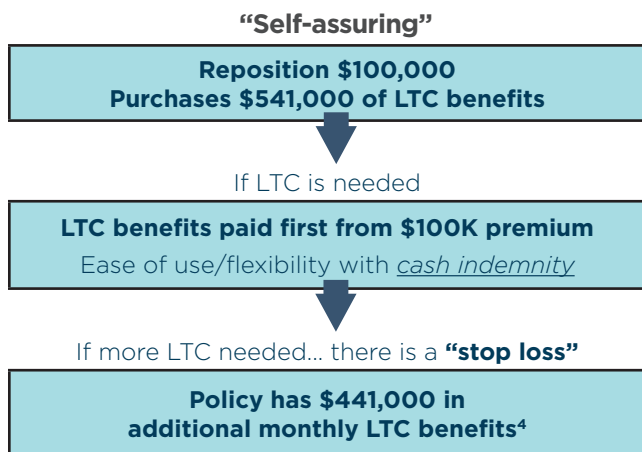 “Self-assuring”
Reposition $100,000
Purchases $541,000 of LTC benefits
If LTC is needed
LTC benefits paid first from $100K premium
Ease of use/flexibility with cash indemnity
If more LTC needed... there is a “stop loss”
Policy has $441,000 in
additional monthly LTC benefits⁴